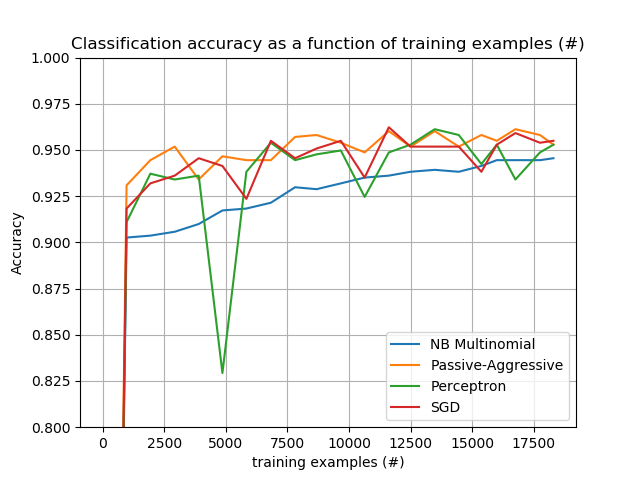 Classification accuracy as a function of training examples (#)
1.000
0.975
0.950
0.925
0.900
0.875
0.850
0.825
0.800
Accuracy
NB Multinomial
Passive-Aggressive
Perceptron
SGD
0 2500 5000 7500 10000 12500 15000 17500
training examples (#)